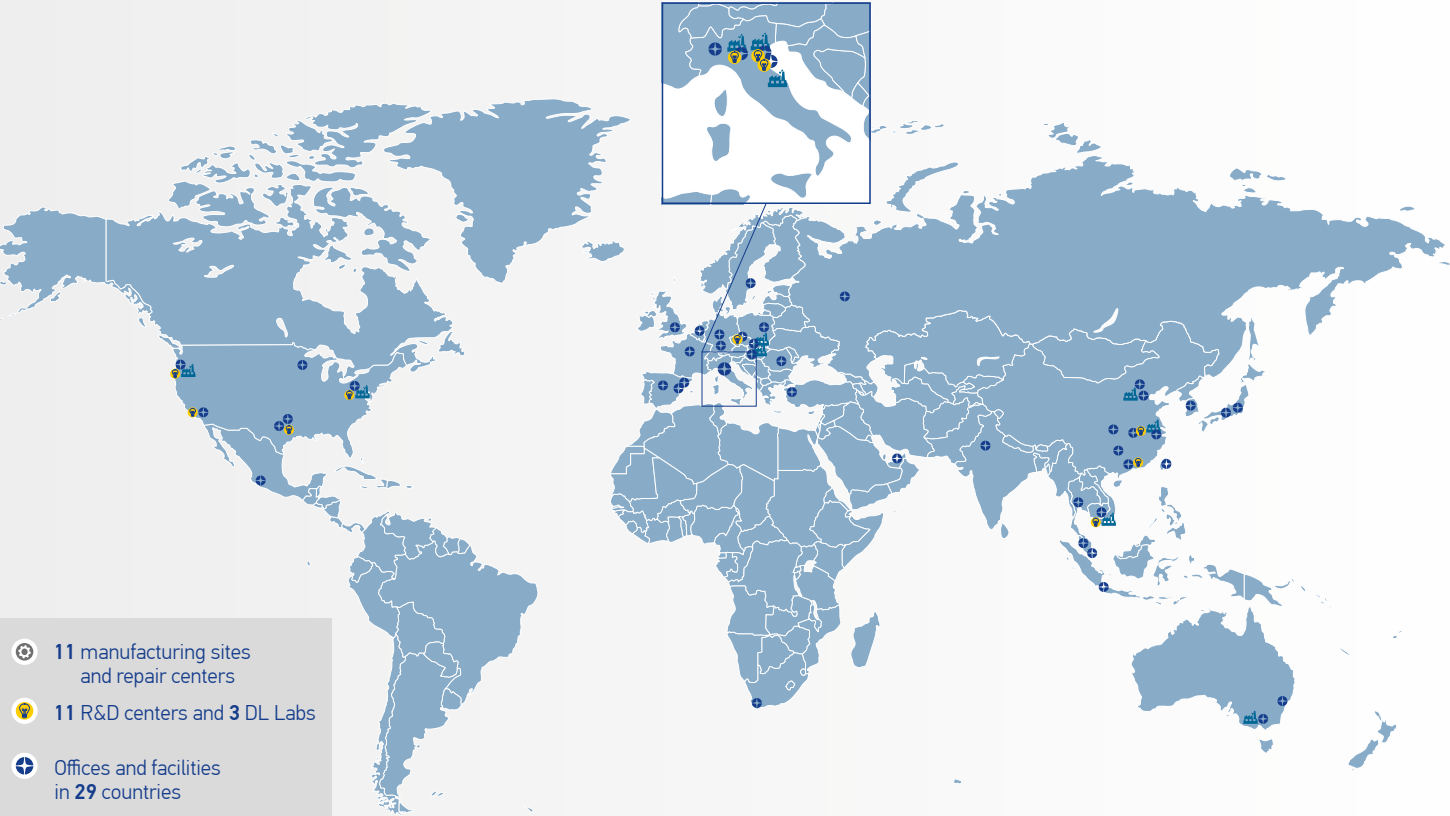 11 manufacturing sites
and repair centers
11 R&D centers and 3 DL Labs
Offices and facilities
in 29 countries